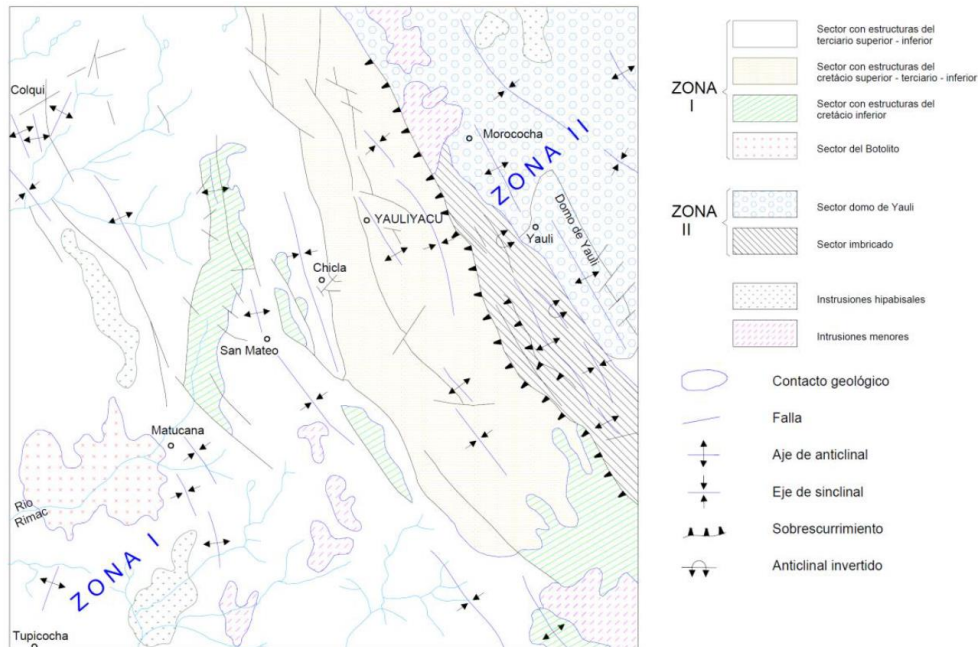 Colqui
Morococha
ZONA II
YAULIYACU
Yauli
Domo de Yauli
Chicla
San Mateo
Matucana
Rio
Rimac
ZONA I
Tupicocha
ZONA
I
Sector con estructuras del
terciario superior - inferior
Sector con estructuras del
cretácio superior - terciario - inferior
Sector con estructuras del
cretácio inferior
Sector del Botolito
ZONA
II
Sector domo de Yauli
Sector imbricado
Instrusiones hipabisales
Intrusiones menores
Contacto geológico
Falla
Aje de anticlinal
Eje de sinclinal
Sobrescurrimiento
Anticlinal invertido